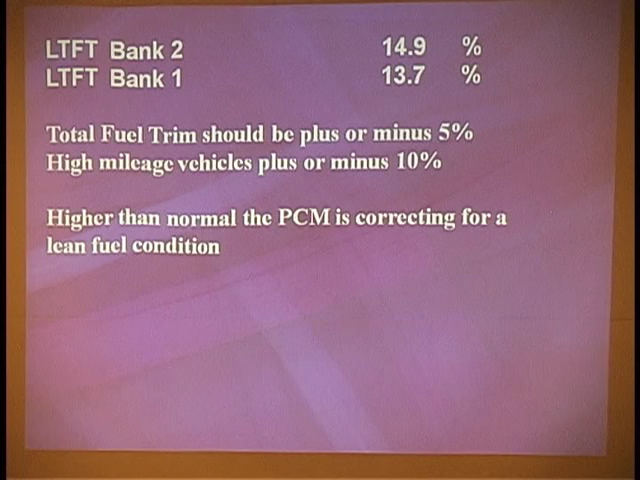 LTFT Bank 2 14.9 %
LTFT Bank 1 13.7 %
Total Fuel Trim should be plus or minus 5%
High mileage vehicles plus or minus 10%
Higher than normal the PCM is correcting for a
lean fuel condition